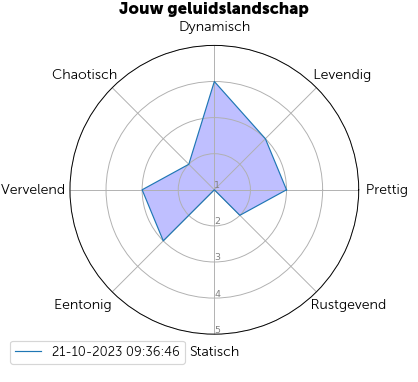 Jouw geluidslandschap
Dynamisch
Chaotisch
Levendig
Vervelend
1
Prettig
2
3
4
Eentonig
Rustgevend
5
21-10-2023 09:36:46
Statisch